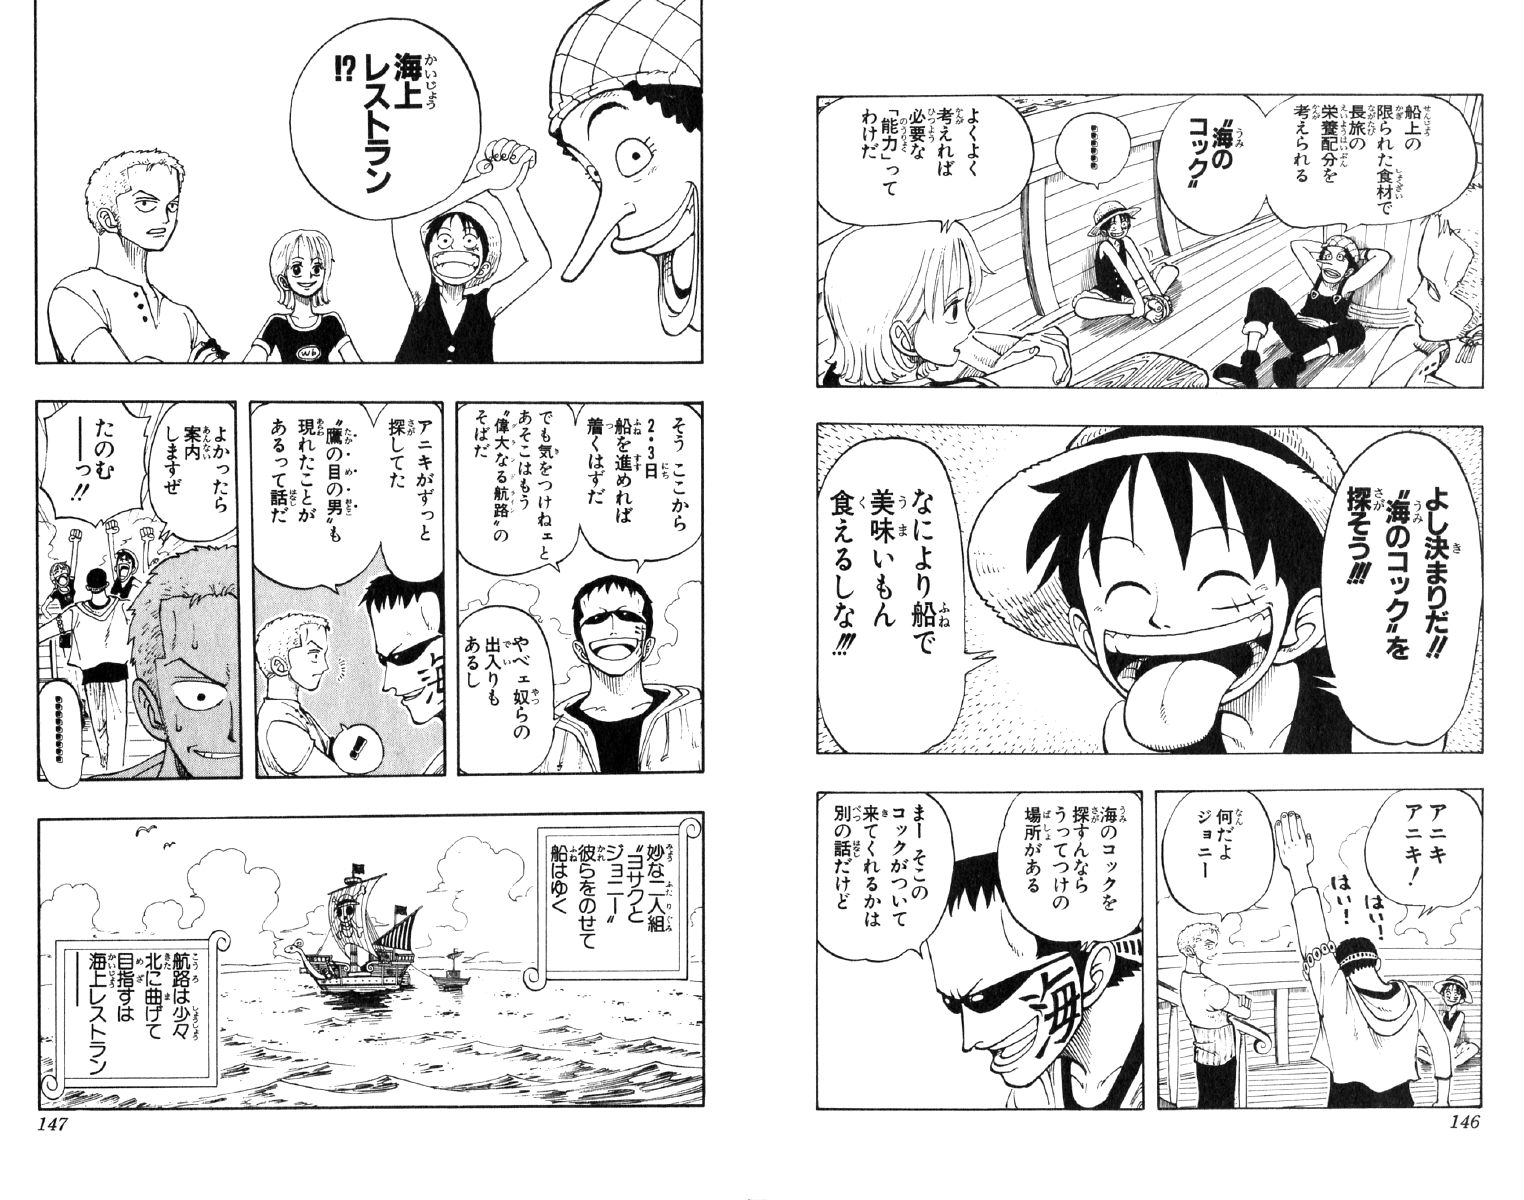 船上の
限られた食材で
長旅の
栄養配分を
考えられる
“海の
コック”
………
よくよく
考えれば
必要な
「能力」って
わけだ
よし決まりだ!!
“海のコック”を
探そう!!!
なにより船で
美味いもん
食えるしな!!!
アニキ
アニキ!
はい!
はい!
何だよ
ジョニー
海のコックを
探すんなら
うってつけの
場所がある
まーそこの
コックがついて
来てくれるかは
別の話だけど
146
海上
レストラン
!?
wb
そう ここから
2・3日
船を進めれば
着くはずだ
でも気をつけねェと
あそこはもう
“偉大なる航路”の
そばだ
やべェ奴らの
出入りも
あるし
アニキがずっと
探してた
“鷹の目の男”も
現れたことが
あるって話だ
!
よかったら
案内
しますぜ
たのむ
――っ!!
………
妙な二人組
“ヨサクと
ジョニー”
彼らをのせて
船はゆく
航路は少々
北に曲げて
目指すは
海上レストラン
――
147